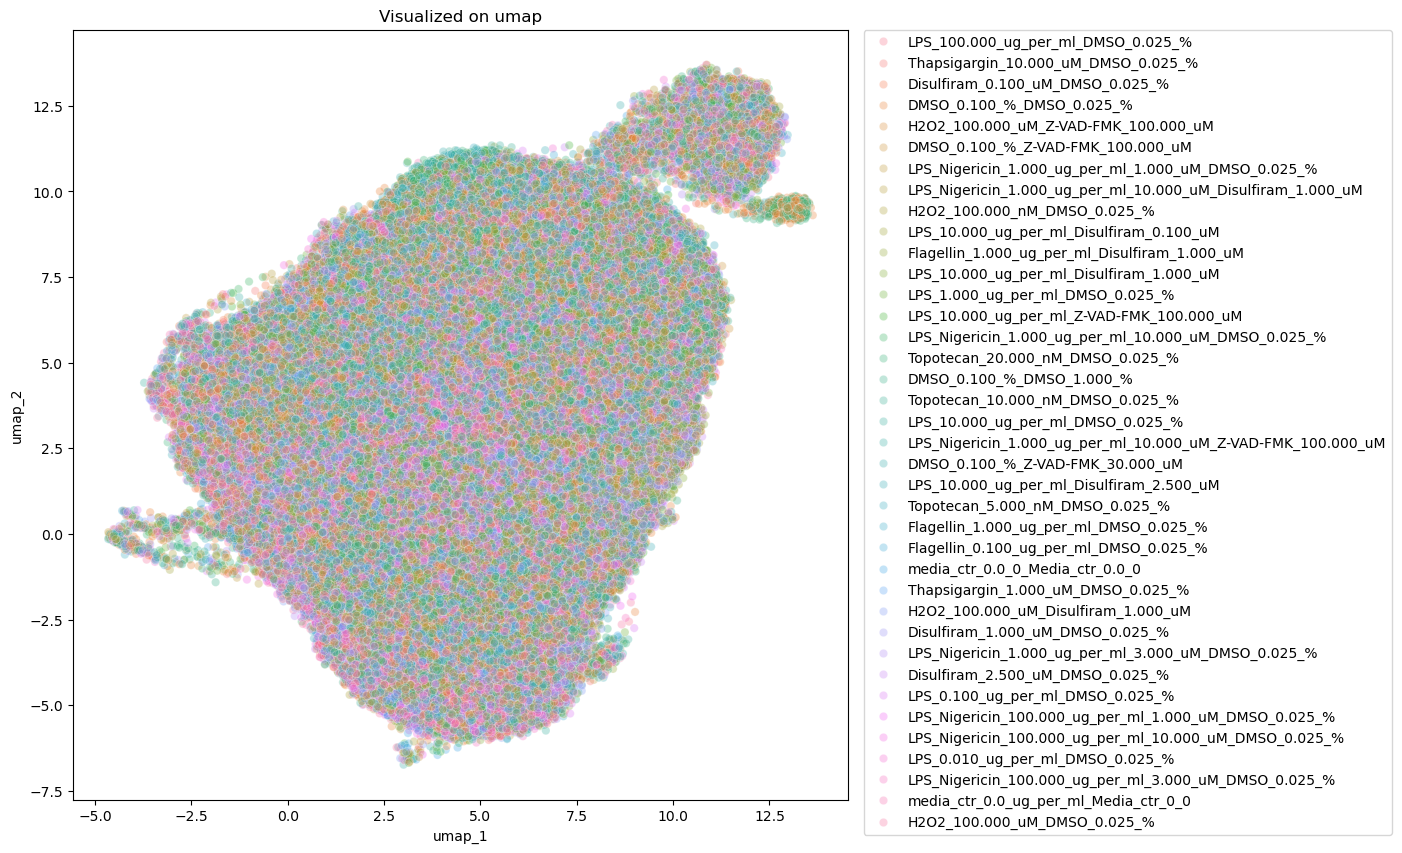 Visualized on umap
12.5
10.0
7.5
5.0
2.5
0.0
−2.5
−5.0
−7.5
umap_2
−5.0
−2.5
0.0
2.5
5.0
7.5
10.0
12.5
umap_1
LPS_100.000_ug_per_ml_DMSO_0.025_%
Thapsigargin_10.000_uM_DMSO_0.025_%
Disulfiram_0.100_uM_DMSO_0.025_%
DMSO_0.100_%_DMSO_0.025_%
H2O2_100.000_uM_Z-VAD-FMK_100.000_uM
DMSO_0.100_%_Z-VAD-FMK_100.000_uM
LPS_Nigericin_1.000_ug_per_ml_1.000_uM_DMSO_0.025_%
LPS_Nigericin_1.000_ug_per_ml_10.000_uM_Disulfiram_1.000_uM
H2O2_100.000_nM_DMSO_0.025_%
LPS_10.000_ug_per_ml_Disulfiram_0.100_uM
Flagellin_1.000_ug_per_ml_Disulfiram_1.000_uM
LPS_10.000_ug_per_ml_Disulfiram_1.000_uM
LPS_1.000_ug_per_ml_DMSO_0.025_%
LPS_10.000_ug_per_ml_Z-VAD-FMK_100.000_uM
LPS_Nigericin_1.000_ug_per_ml_10.000_uM_DMSO_0.025_%
Topotecan_20.000_nM_DMSO_0.025_%
DMSO_0.100_%_DMSO_1.000_%
Topotecan_10.000_nM_DMSO_0.025_%
LPS_10.000_ug_per_ml_DMSO_0.025_%
LPS_Nigericin_1.000_ug_per_ml_10.000_uM_Z-VAD-FMK_100.000_uM
DMSO_0.100_%_Z-VAD-FMK_30.000_uM
LPS_10.000_ug_per_ml_Disulfiram_2.500_uM
Topotecan_5.000_nM_DMSO_0.025_%
Flagellin_1.000_ug_per_ml_DMSO_0.025_%
Flagellin_0.100_ug_per_ml_DMSO_0.025_%
media_ctr_0.0_0_Media_ctr_0.0_0
Thapsigargin_1.000_uM_DMSO_0.025_%
H2O2_100.000_uM_Disulfiram_1.000_uM
Disulfiram_1.000_uM_DMSO_0.025_%
LPS_Nigericin_1.000_ug_per_ml_3.000_uM_DMSO_0.025_%
Disulfiram_2.500_uM_DMSO_0.025_%
LPS_0.100_ug_per_ml_DMSO_0.025_%
LPS_Nigericin_100.000_ug_per_ml_1.000_uM_DMSO_0.025_%
LPS_Nigericin_100.000_ug_per_ml_10.000_uM_DMSO_0.025_%
LPS_0.010_ug_per_ml_DMSO_0.025_%
LPS_Nigericin_100.000_ug_per_ml_3.000_uM_DMSO_0.025_%
media_ctr_0.0_ug_per_ml_Media_ctr_0_0
H2O2_100.000_uM_DMSO_0.025_%